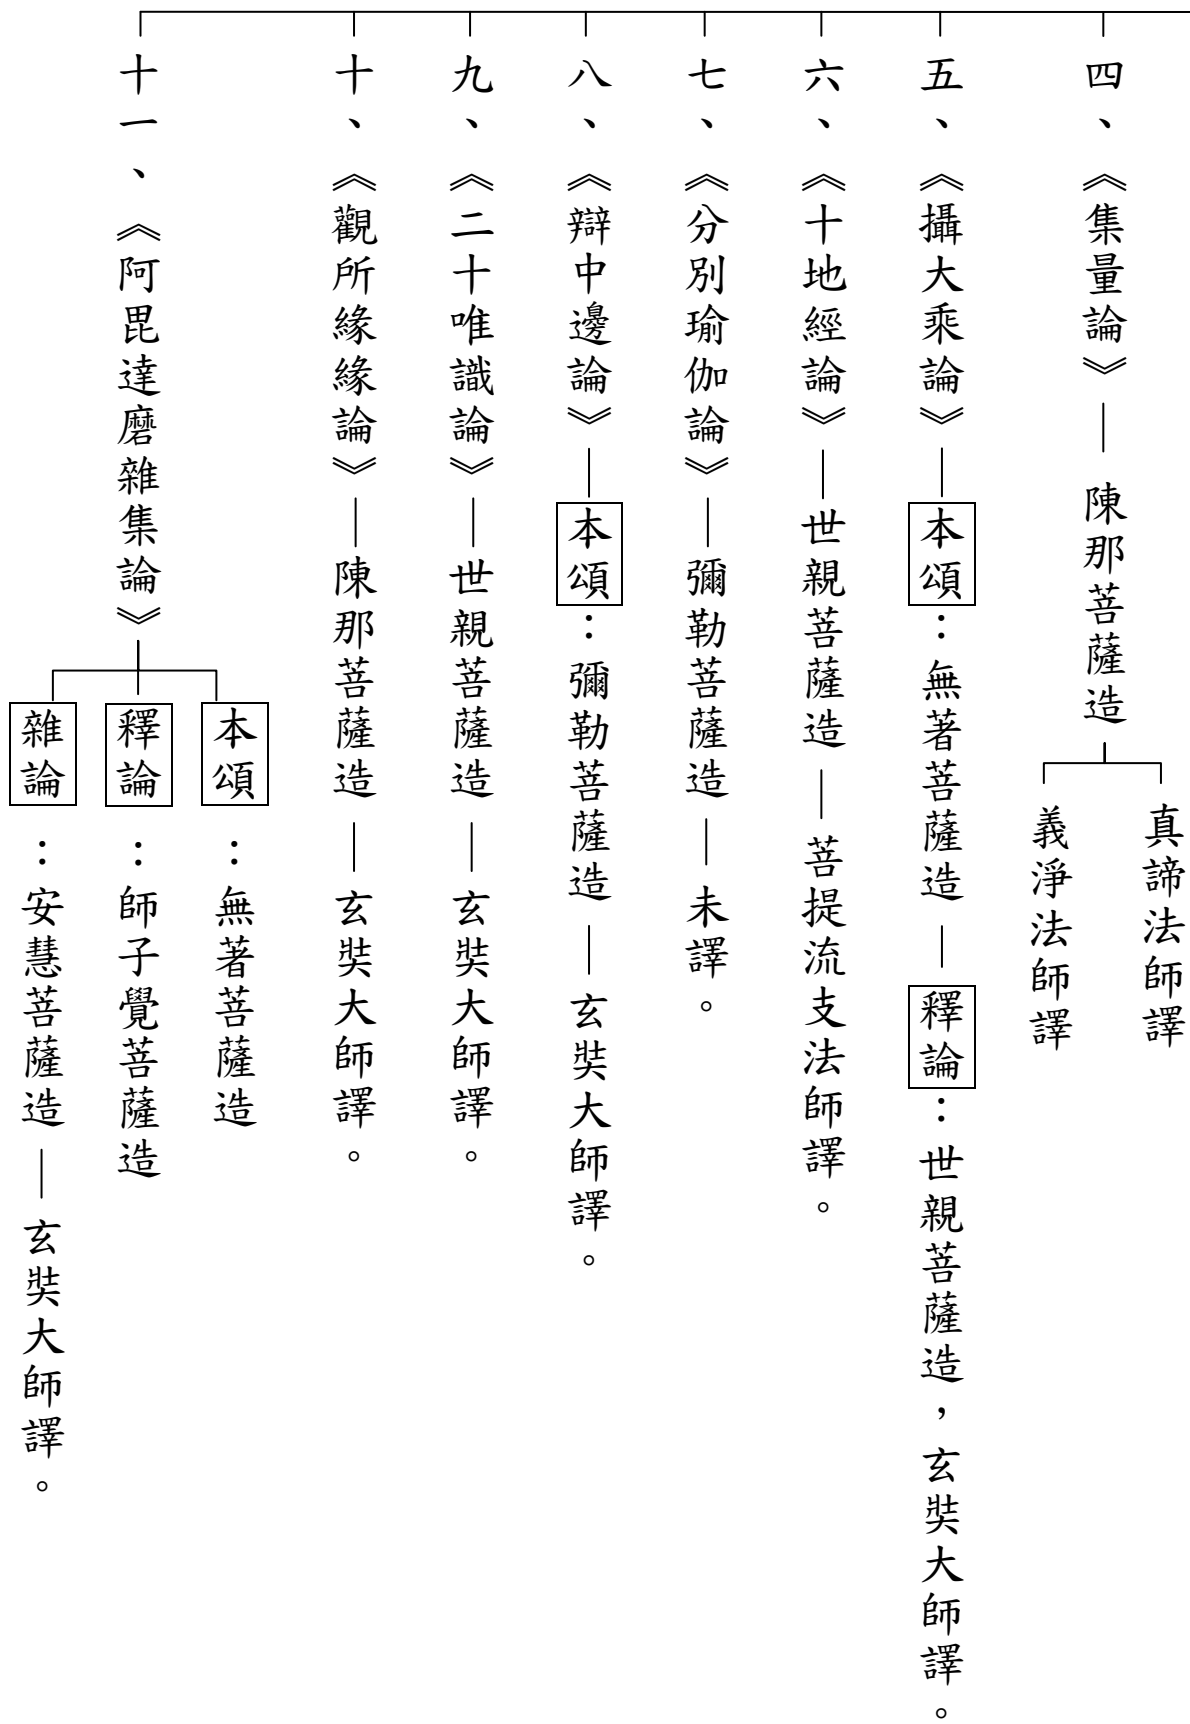 四、《集量論》—陳那菩薩造
真諦法師譯
義淨法師譯
五、《攝大乘論》—本頌：無著菩薩造—釋論：世親菩薩造，玄奘大師譯。
六、《十地經論》—世親菩薩造—菩提流支法師譯。
七、《分別瑜伽論》—彌勒菩薩造—未譯。
八、《辯中邊論》—本頌：彌勒菩薩造—玄奘大師譯。
九、《二十唯識論》—世親菩薩造—玄奘大師譯。
十、《觀所緣緣論》—陳那菩薩造—玄奘大師譯。
十一、《阿毘達磨雜集論》
本頌：無著菩薩造
釋論：師子覺菩薩造
雜論：安慧菩薩造—玄奘大師譯。